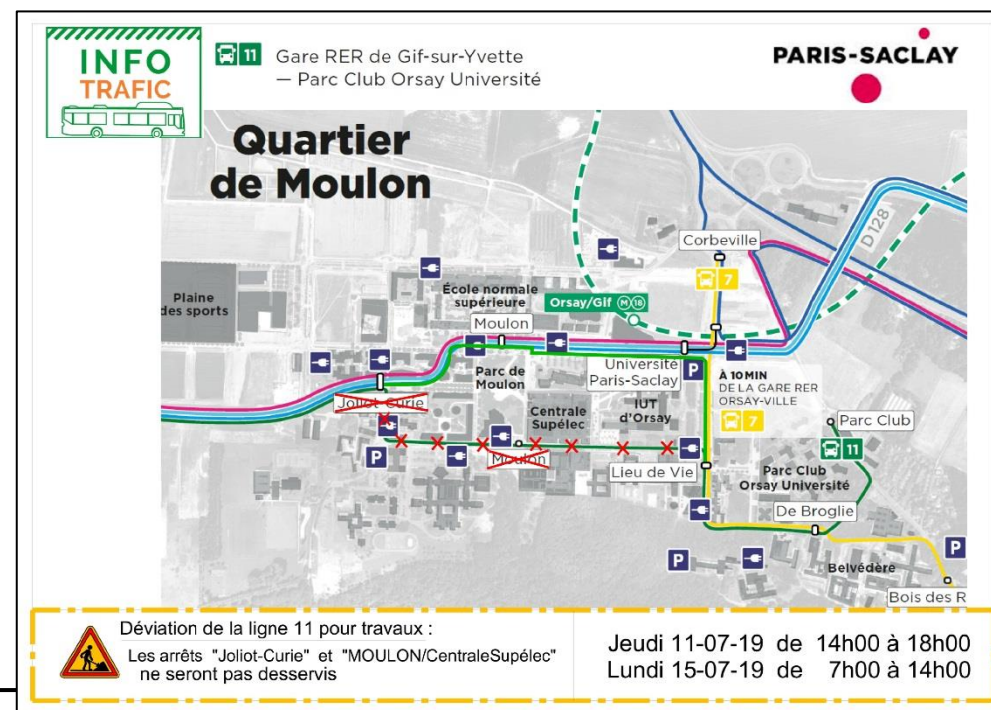 INFO
TRAFIC
11
Gare RER de Gif-sur-Yvette
— Parc Club Orsay Université
PARIS-SACLAY
Quartier
de Moulon
D128
Corbeville
7
Plaine
des sports
École normale
supérieure
Orsay/Gif M 18
Moulon
Université
Paris-Saclay
P
À 10 MIN
DE LA GARE RER
ORSAY-VILLE
7
Parc de
Moulon
Joliot-Curie
Centrale
Supélec
IUT
d'Orsay
Parc Club
11
P
Moulon
Lieu de Vie
Parc Club
Orsay Université
De Broglie
P
P
Belvédère
Bois des R
Déviation de la ligne 11 pour travaux :
Les arrêts "Joliot-Curie" et "MOULON/CentraleSupélec"
ne seront pas desservis
Jeudi 11-07-19 de 14h00 à 18h00
Lundi 15-07-19 de 7h00 à 14h00